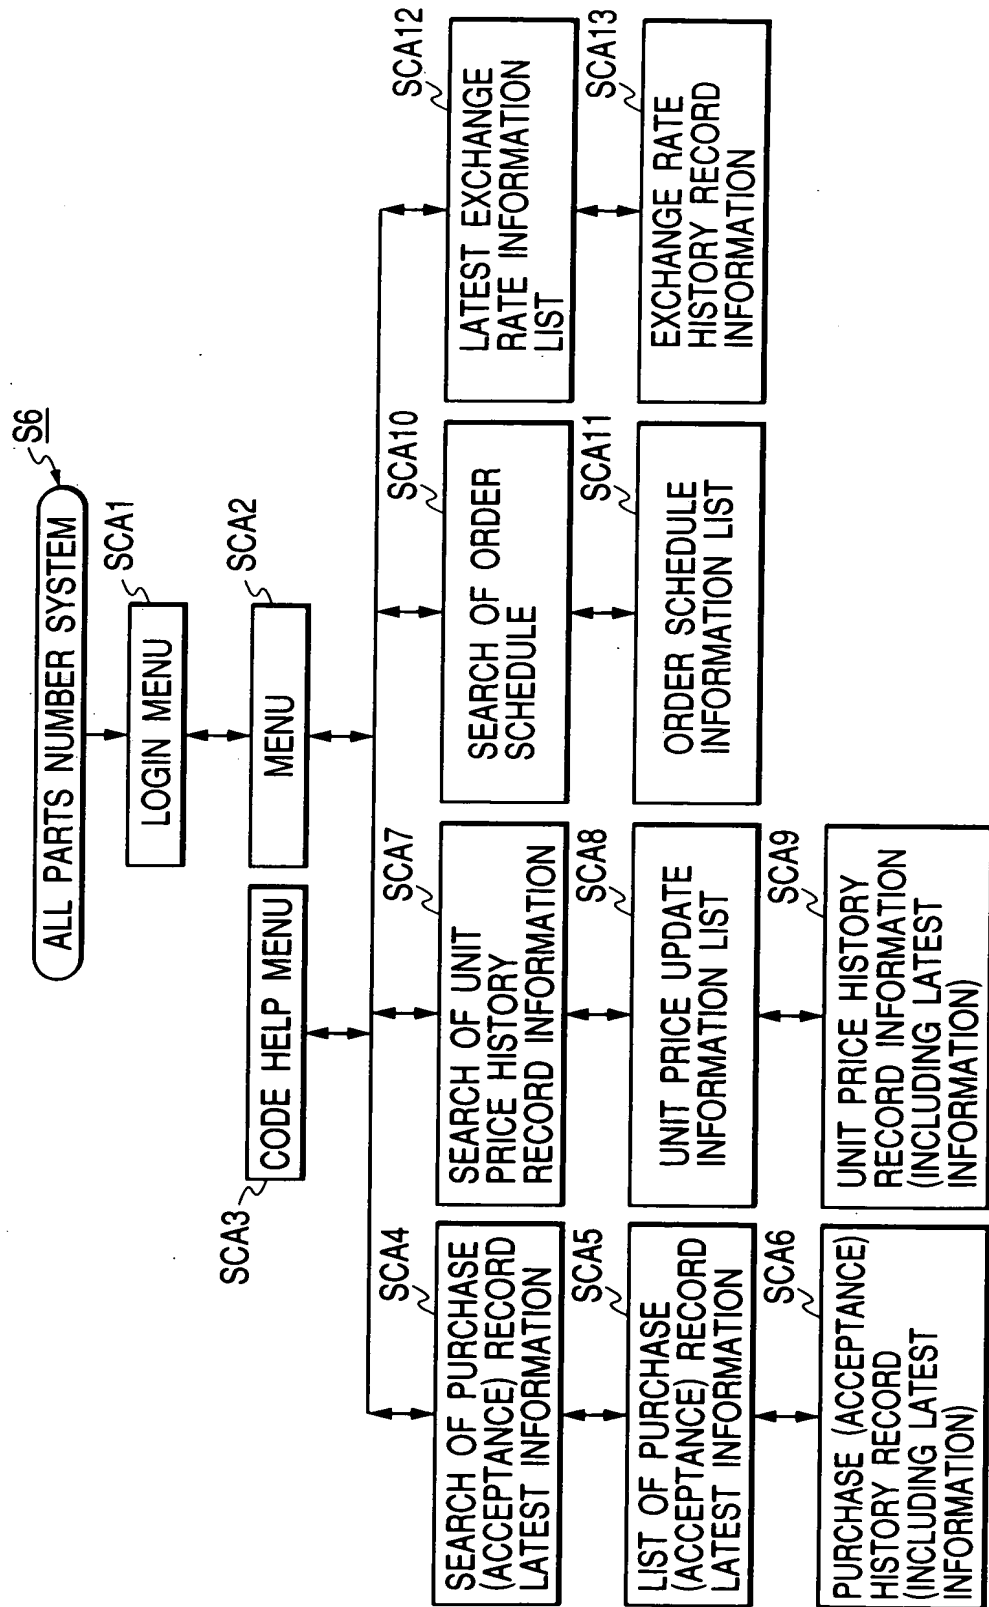 ALL PARTS NUMBER SYSTEM
S6
LOGIN MENU
SCA1
MENU
SCA2
CODE HELP MENU
SCA3
SEARCH OF PURCHASE
(ACCEPTANCE) RECORD
LATEST INFORMATION
SCA4
LIST OF PURCHASE
(ACCEPTANCE) RECORD
LATEST INFORMATION
SCA5
PURCHASE (ACCEPTANCE)
HISTORY RECORD
(INCLUDING LATEST
INFORMATION)
SCA6
SEARCH OF UNIT
PRICE HISTORY
RECORD INFORMATION
SCA7
UNIT PRICE UPDATE
INFORMATION LIST
SCA8
UNIT PRICE HISTORY
RECORD INFORMATION
(INCLUDING LATEST
INFORMATION)
SCA9
SEARCH OF ORDER
SCHEDULE
SCA10
ORDER SCHEDULE
INFORMATION LIST
SCA11
LATEST EXCHANGE
RATE INFORMATION
LIST
SCA12
EXCHANGE RATE
HISTORY RECORD
INFORMATION
SCA13